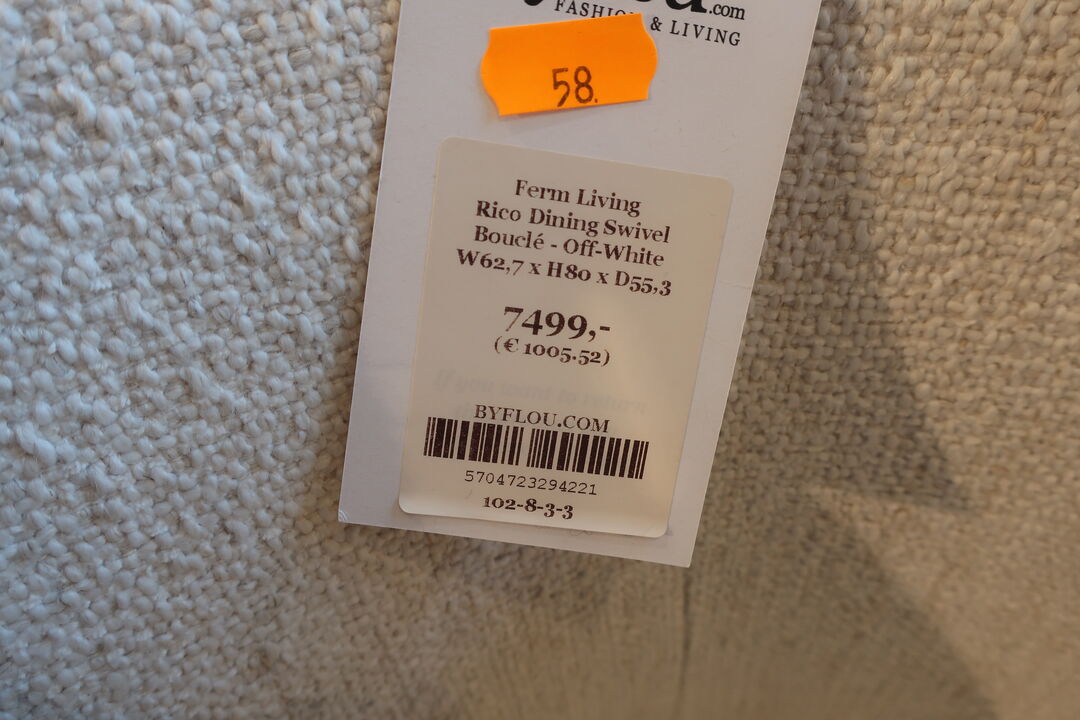 .com
FASHION & LIVING
58.
Ferm Living
Rico Dining Swivel
Bouclé - Off-White
W62,7 x H80 x D55,3
7499,-
(€ 1005.52)
BYFLOU.COM
5704723294221
102-8-3-3